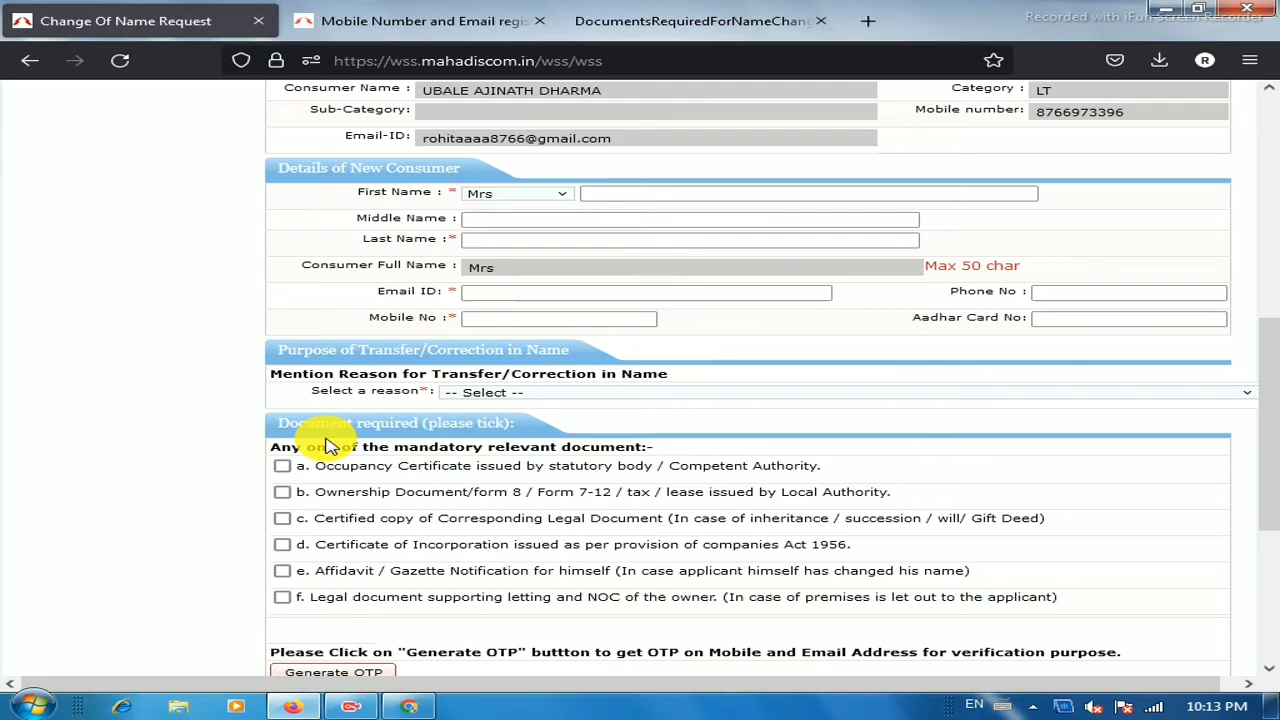 Change Of Name Request
Mobile Number and Email regi
DocumentsRequiredForNameChang
Recorded with iFun Screen Recorder
https://wss.mahadiscom.in/wss/wss
R
Consumer Name : UBALE AJINATH DHARMA Category : LT
Sub-Category: Mobile number: 8766973396
Email-ID: rohitaaaa8766@gmail.com
Details of New Consumer
First Name : * Mrs
Middle Name :
Last Name :*
Consumer Full Name : Mrs Max 50 char
Email ID: * Phone No :
Mobile No :* Aadhar Card No:
Purpose of Transfer/Correction in Name
Mention Reason for Transfer/Correction in Name
Select a reason*: -- Select --
Document required (please tick):
Any one of the mandatory relevant document:-
a. Occupancy Certificate issued by statutory body / Competent Authority.
b. Ownership Document/form 8 / Form 7-12 / tax / lease issued by Local Authority.
c. Certified copy of Corresponding Legal Document (In case of inheritance / succession / will/ Gift Deed)
d. Certificate of Incorporation issued as per provision of companies Act 1956.
e. Affidavit / Gazette Notification for himself (In case applicant himself has changed his name)
f. Legal document supporting letting and NOC of the owner. (In case of premises is let out to the applicant)
Please Click on "Generate OTP" buttton to get OTP on Mobile and Email Address for verification purpose.
Generate OTP
EN
10:13 PM